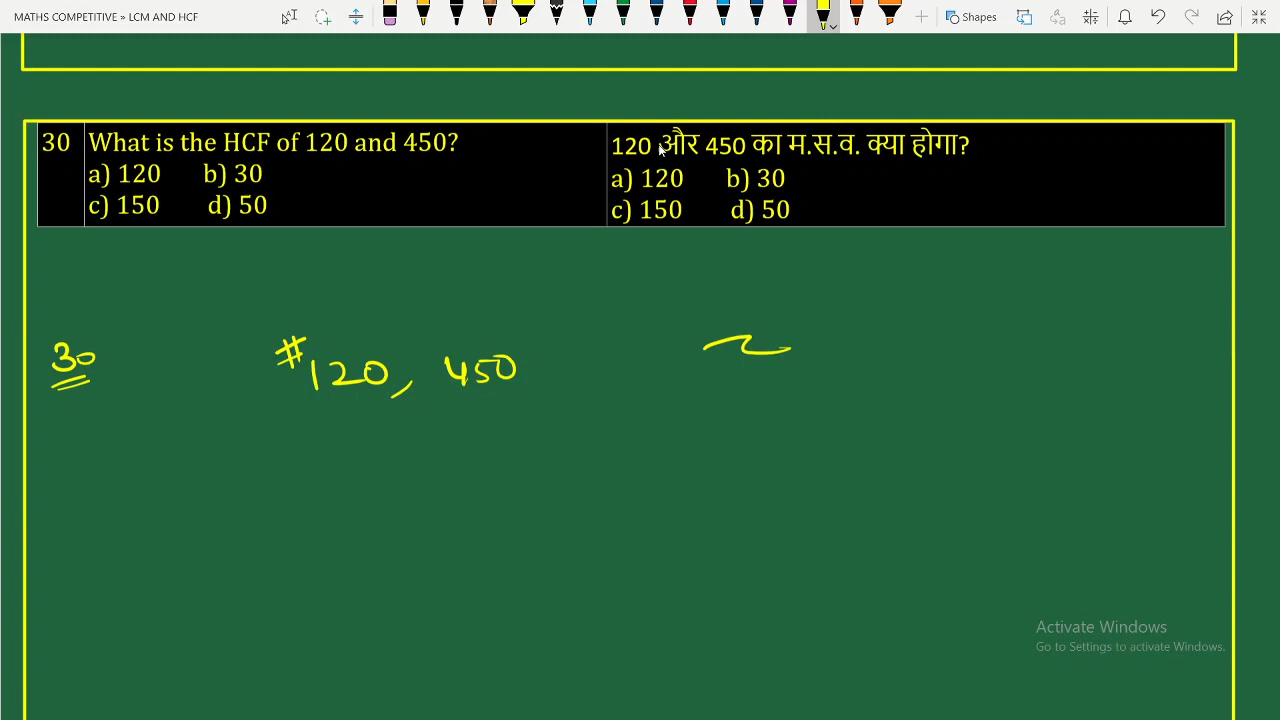 MATHS COMPETITIVE » LCM AND HCF
Shapes
30 What is the HCF of 120 and 450?
a) 120 b) 30
c) 150 d) 50
120 और 450 का म.स.व. क्या होगा?
a) 120 b) 30
c) 150 d) 50
30 # 120, 450
Activate Windows
Go to Settings to activate Windows.